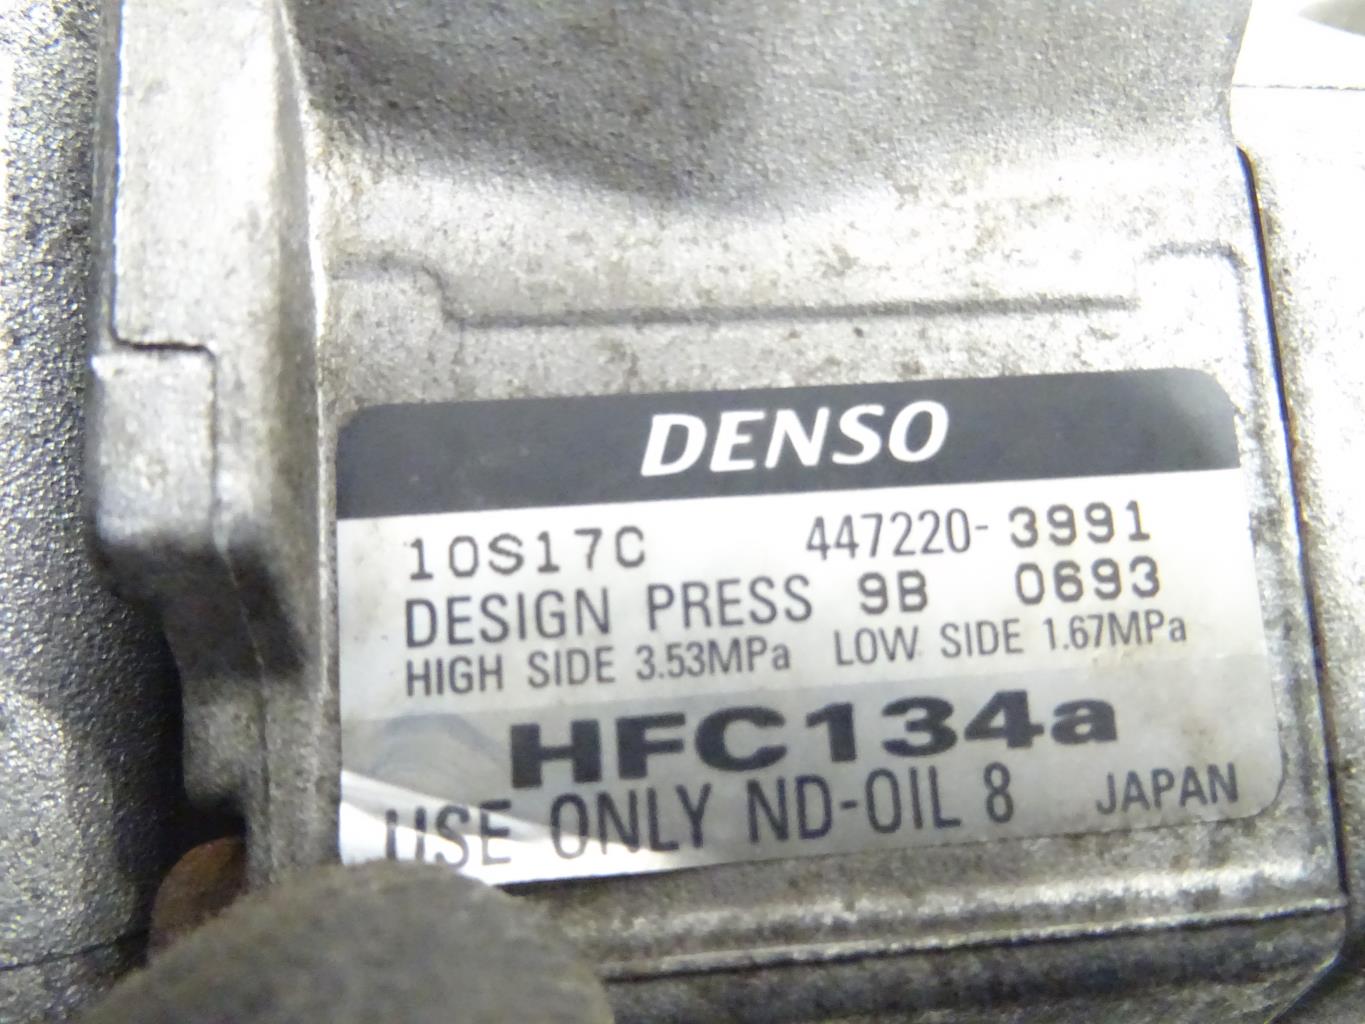 DENSO
10S17C 447220-3991
DESIGN PRESS 9B 0693
HIGH SIDE 3.53MPa LOW SIDE 1.67MPa
HFC134a
USE ONLY ND-OIL 8 JAPAN